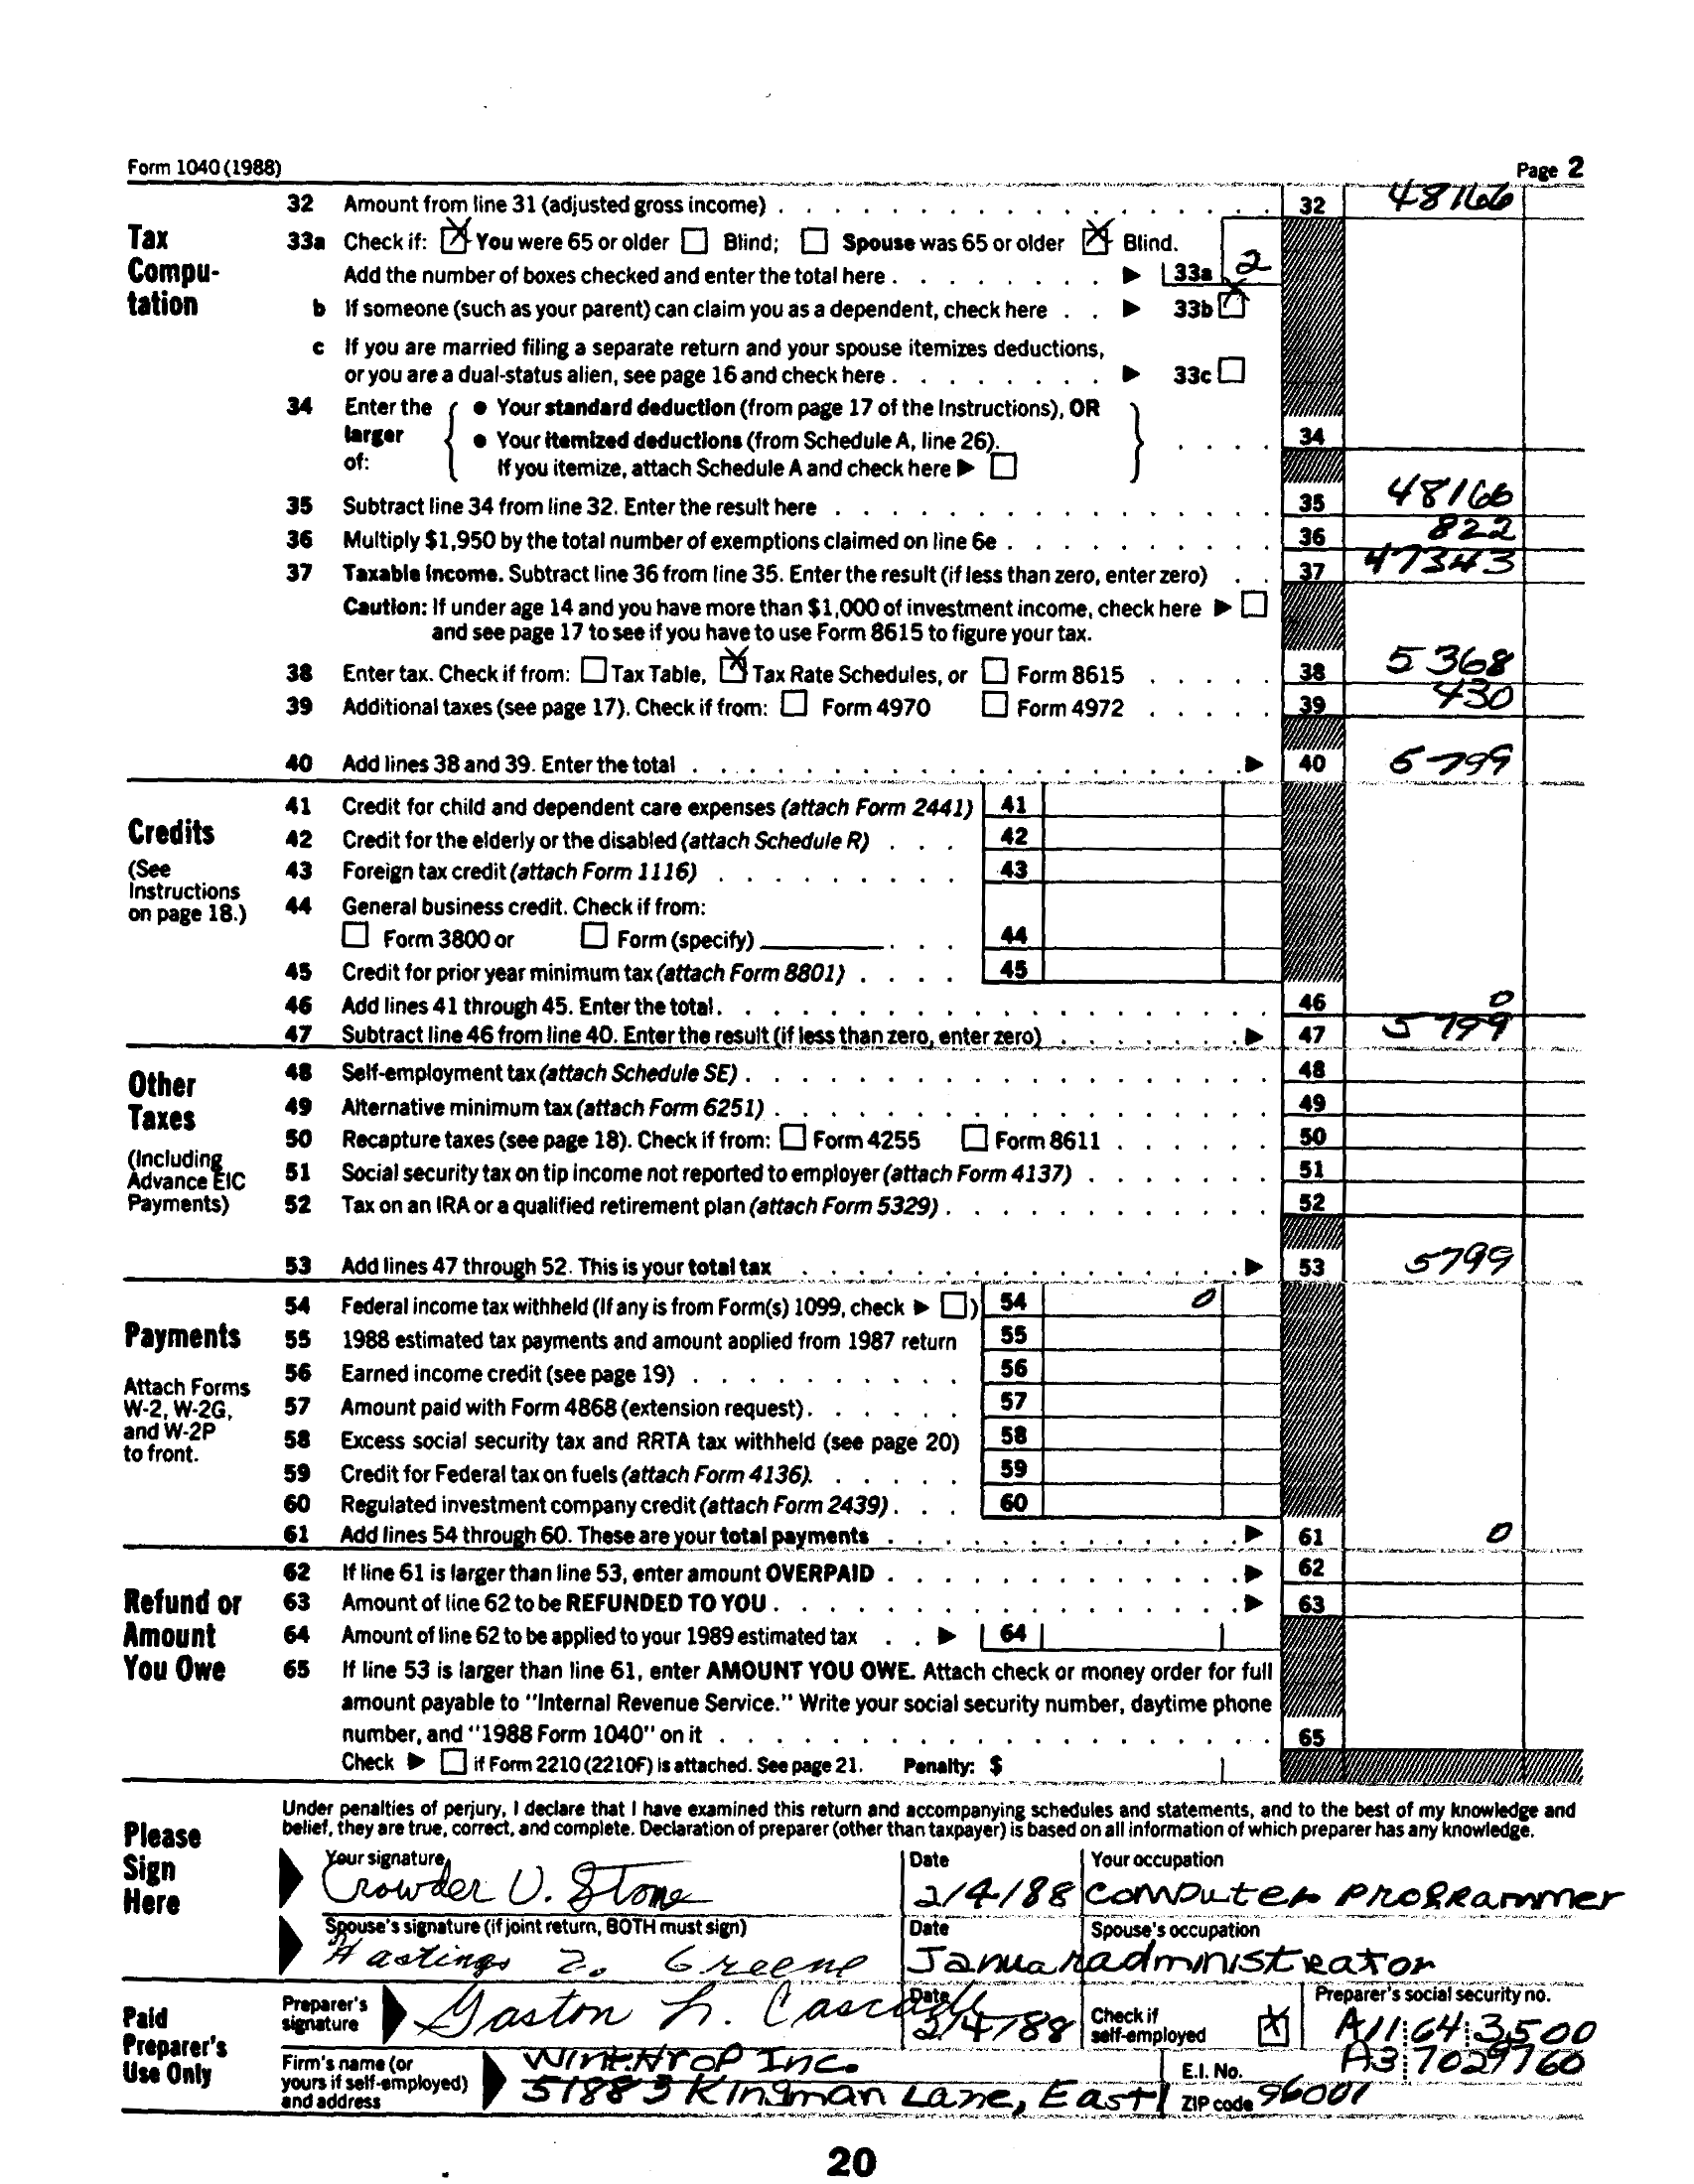 Form 1040 (1988) Page 2
32 Amount from line 31 (adjusted gross income) 32 48166
Tax Compu-tation
33a Check if: You were 65 or older Blind; Spouse was 65 or older Blind.
Add the number of boxes checked and enter the total here 33a 2
b If someone (such as your parent) can claim you as a dependent, check here 33b
c If you are married filing a separate return and your spouse itemizes deductions,
or you are a dual-status alien, see page 16 and check here 33c
34 Enter the larger of: • Your standard deduction (from page 17 of the Instructions), OR
• Your itemized deductions (from Schedule A, line 26). 34
If you itemize, attach Schedule A and check here
35 Subtract line 34 from line 32. Enter the result here 35 48166
36 Multiply $1,950 by the total number of exemptions claimed on line 6e 36 822
37 Taxable income. Subtract line 36 from line 35. Enter the result (if less than zero, enter zero) 37 47343
Caution: If under age 14 and you have more than $1,000 of investment income, check here
and see page 17 to see if you have to use Form 8615 to figure your tax.
38 Enter tax. Check if from: Tax Table, Tax Rate Schedules, or Form 8615 38 5368
39 Additional taxes (see page 17). Check if from: Form 4970 Form 4972 39 430
40 Add lines 38 and 39. Enter the total 40 5799
Credits
(See Instructions on page 18.)
41 Credit for child and dependent care expenses (attach Form 2441) 41
42 Credit for the elderly or the disabled (attach Schedule R) 42
43 Foreign tax credit (attach Form 1116) 43
44 General business credit. Check if from:
Form 3800 or Form (specify) 44
45 Credit for prior year minimum tax (attach Form 8801) 45
46 Add lines 41 through 45. Enter the total. 46 0
47 Subtract line 46 from line 40. Enter the result (if less than zero, enter zero) 47 5799
Other Taxes
(Including Advance EIC Payments)
48 Self-employment tax (attach Schedule SE) 48
49 Alternative minimum tax (attach Form 6251) 49
50 Recapture taxes (see page 18). Check if from: Form 4255 Form 8611 50
51 Social security tax on tip income not reported to employer (attach Form 4137) 51
52 Tax on an IRA or a qualified retirement plan (attach Form 5329) 52
53 Add lines 47 through 52. This is your total tax 53 5799
Payments
Attach Forms W-2, W-2G, and W-2P to front.
54 Federal income tax withheld (If any is from Form(s) 1099, check ) 54 0
55 1988 estimated tax payments and amount applied from 1987 return 55
56 Earned income credit (see page 19) 56
57 Amount paid with Form 4868 (extension request) 57
58 Excess social security tax and RRTA tax withheld (see page 20) 58
59 Credit for Federal tax on fuels (attach Form 4136). 59
60 Regulated investment company credit (attach Form 2439) 60
61 Add lines 54 through 60. These are your total payments 61 0
Refund or Amount You Owe
62 If line 61 is larger than line 53, enter amount OVERPAID 62
63 Amount of line 62 to be REFUNDED TO YOU 63
64 Amount of line 62 to be applied to your 1989 estimated tax 64
65 If line 53 is larger than line 61, enter AMOUNT YOU OWE. Attach check or money order for full
amount payable to "Internal Revenue Service." Write your social security number, daytime phone
number, and "1988 Form 1040" on it 65
Check if Form 2210 (2210F) is attached. See page 21. Penalty: $
Please Sign Here
Under penalties of perjury, I declare that I have examined this return and accompanying schedules and statements, and to the best of my knowledge and
belief, they are true, correct, and complete. Declaration of preparer (other than taxpayer) is based on all information of which preparer has any knowledge.
Your signature Date Your occupation
Crowder U. Stone 2/4/88 computer programmer
Spouse's signature (if joint return, BOTH must sign) Date Spouse's occupation
Hastings Z. Greene Januar administrator
Paid Preparer's Use Only
Preparer's signature Gaston h. Cascade Date 2/4/88 Check if self-employed Preparer's social security no. A11:64:3500
Firm's name (or yours if self-employed) and address Winthrop Inc. E.I. No. A3:7029760
51883 Kingman Lane, East ZIP code 96001
20